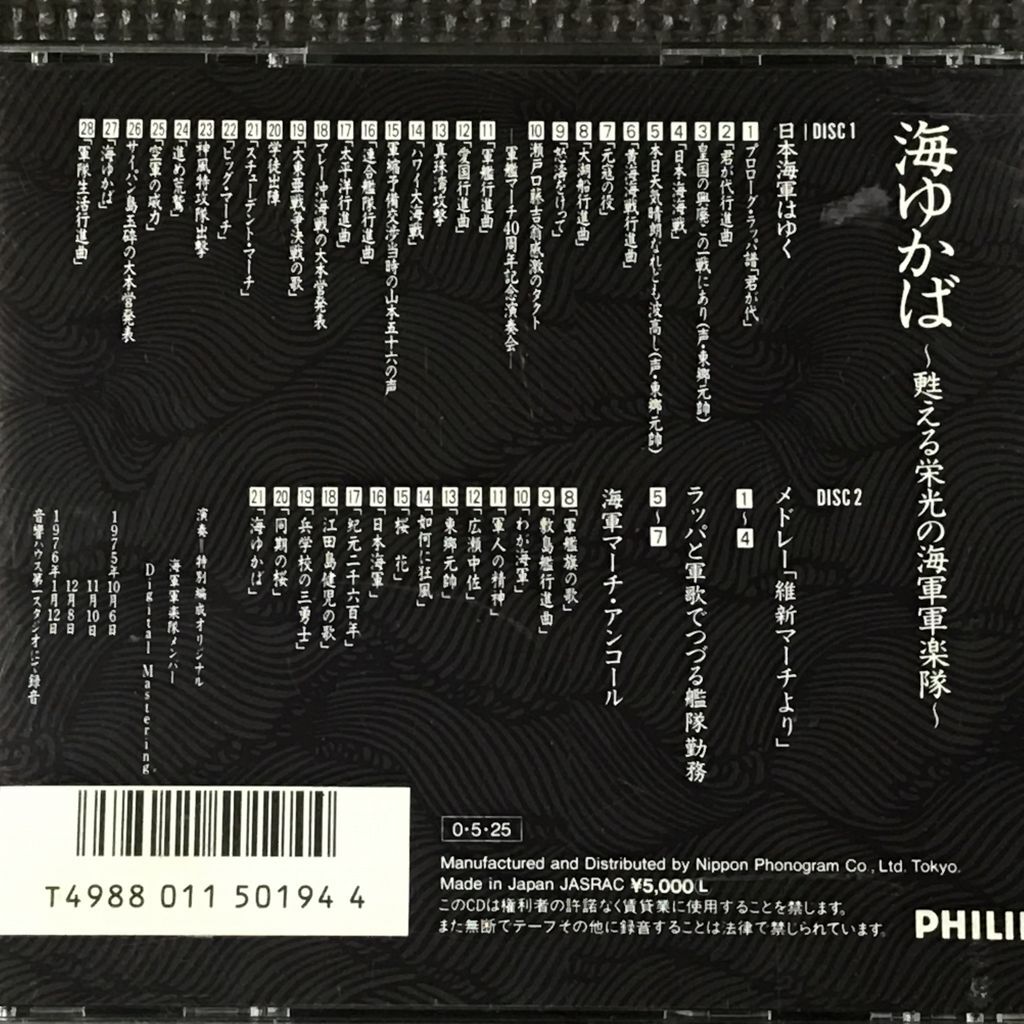 海ゆかば ～甦える栄光の海軍軍楽隊～
DISC 1
日本海軍はゆく
1 プロローグ・ラッパ譜「君が代」
2 「君が代行進曲」
3 皇国の興廃この一戦にあり(声・東郷元帥)
4 「日本海海戦」
5 本日天気晴朗なれども波高し(声・東郷元帥)
6 「黄海海戦行進曲」
7 「元寇の役」
8 「大潮船行進曲」
9 「怒濤をけって」
10 瀬戸口藤吉翁感激のタクト
―軍艦マーチ40周年記念演奏会―
11 「軍艦行進曲」
12 「愛国行進曲」
13 真珠湾攻撃
14 「ハワイ大海戦」
15 軍縮予備交渉当時の山本五十六の声
16 「連合艦隊行進曲」
17 「太平洋行進曲」
18 マレー沖海戦の大本営発表
19 「大東亜戦争決戦の歌」
20 学徒出陣
21 「スチューデント・マーチ」
22 「ビッグ・マーチ」
23 神風特攻隊出撃
24 「進め荒鷲」
25 「空軍の威力」
26 サイパン島玉砕の大本営発表
27 「海ゆかば」
28 「軍隊生活行進曲」
DISC 2
メドレー「維新マーチより」
1～4
ラッパと軍歌でつづる艦隊勤務
5～7
海軍マーチ・アンコール
8 「軍艦旗の歌」
9 「敷島艦行進曲」
10 「わが海軍」
11 「軍人の精神」
12 「広瀬中佐」
13 「東郷元帥」
14 「如何に狂風」
15 「桜花」
16 「日本海軍」
17 「紀元二千六百年」
18 「江田島健児の歌」
19 「兵学校の三勇士」
20 「同期の桜」
21 「海ゆかば」
演奏―特別編成オリジナル
海軍軍楽隊メンバー
Digital Mastering
1975年10月6日
11月10日
12月8日
1976年1月12日
音響ハウス第一スタジオにて録音
T4988 011 50194 4
0・5・25
Manufactured and Distributed by Nippon Phonogram Co., Ltd. Tokyo.
Made in Japan JASRAC ¥5,000 L
このCDは権利者の許諾なく賃貸業に使用することを禁じます。
また無断でテープその他に録音することは法律で禁じられています。
PHILI